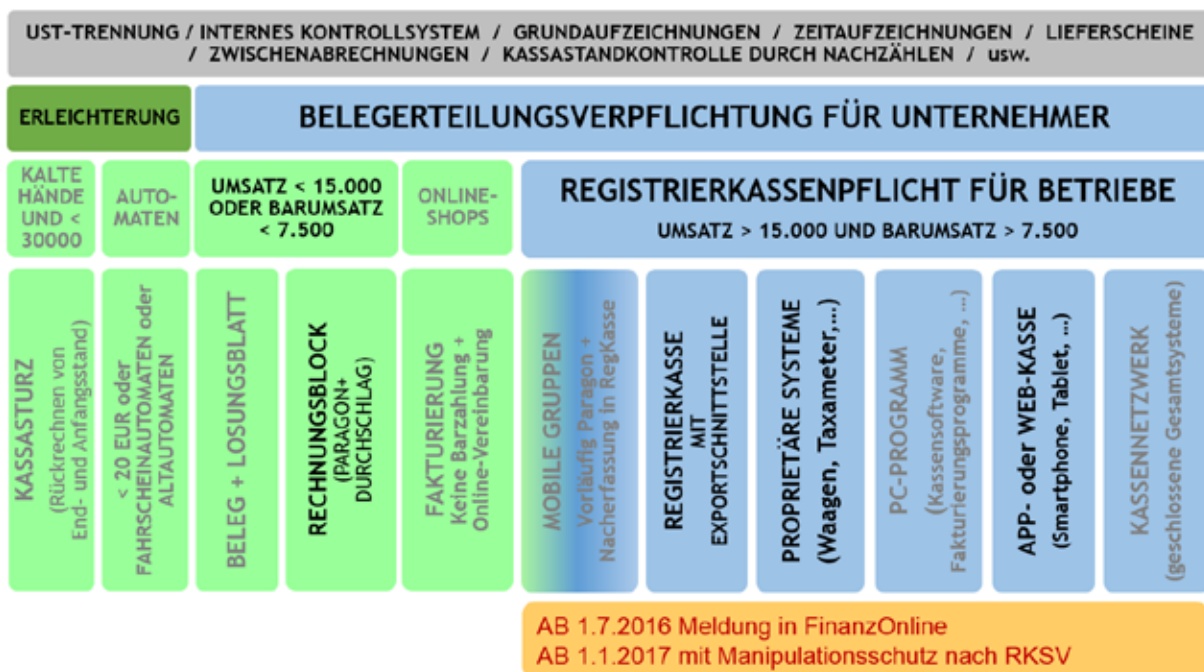 UST-TRENNUNG / INTERNES KONTROLLSYSTEM / GRUNDAUFZEICHNUNGEN / ZEITAUFZEICHNUNGEN / LIEFERSCHEINE
/ ZWISCHENABRECHNUNGEN / KASSASTANDKONTROLLE DURCH NACHZÄHLEN / usw.
ERLEICHTERUNG
BELEGERTEILUNGSVERPFLICHTUNG FÜR UNTERNEHMER
KALTE
HÄNDE
UND <
30000
AUTO-
MATEN
UMSATZ < 15.000
ODER BARUMSATZ
< 7.500
ONLINE-
SHOPS
REGISTRIERKASSENPFLICHT FÜR BETRIEBE
UMSATZ > 15.000 UND BARUMSATZ > 7.500
KASSASTURZ
(Rückrechnen von
End- und Anfangsstand)
< 20 EUR oder
FAHRSCHEINAUTOMATEN oder
ALTAUTOMATEN
BELEG + LOSUNGSBLATT
RECHNUNGSBLOCK
(PARAGON+
DURCHSCHLAG)
FAKTURIERUNG
Keine Barzahlung +
Online-Vereinbarung
MOBILE GRUPPEN
Vorläufig Paragon +
Nacherfassung in RegKasse
REGISTRIERKASSE
MIT
EXPORTSCHNITTSTELLE
PROPRIETÄRE SYSTEME
(Waagen, Taxameter,...)
PC-PROGRAMM
(Kassensoftware,
Fakturierungsprogramme, ...)
APP- oder WEB-KASSE
(Smartphone, Tablet, ...)
KASSENNETZWERK
(geschlossene Gesamtsysteme)
AB 1.7.2016 Meldung in FinanzOnline
AB 1.1.2017 mit Manipulationsschutz nach RKSV